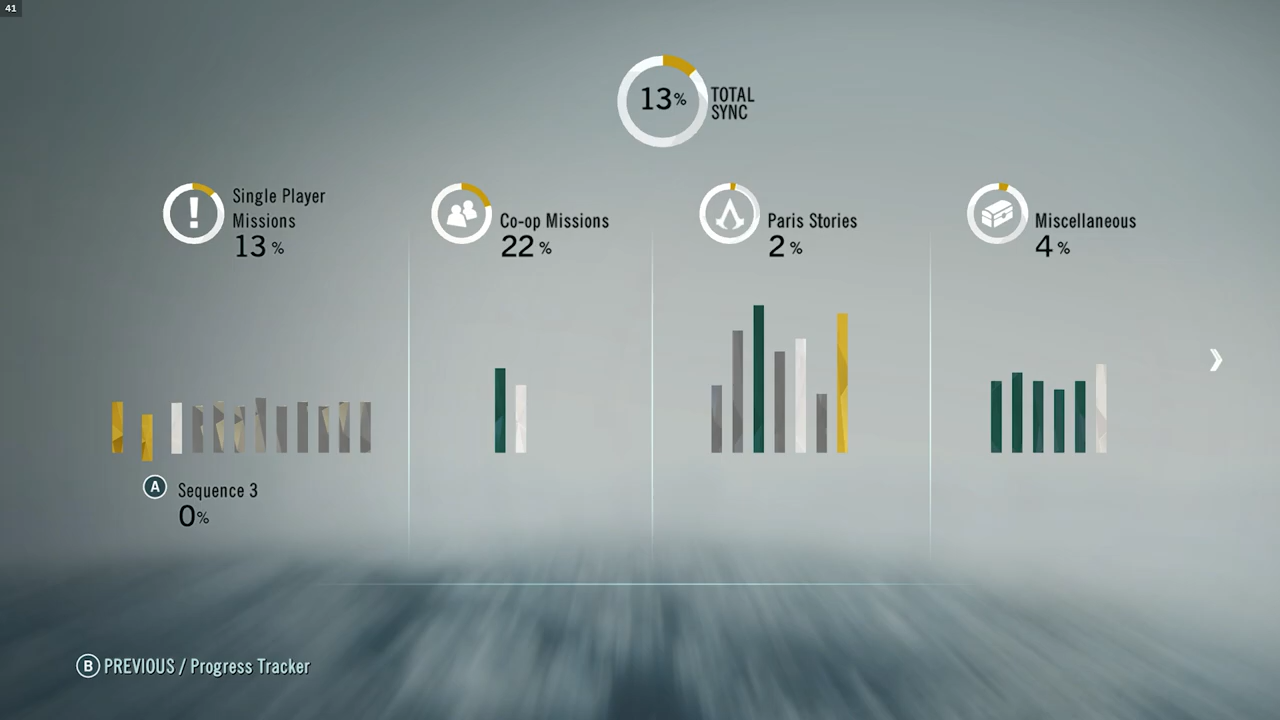 41
13%
TOTAL
SYNC
Single Player
Missions
13 %
Co-op Missions
22 %
Paris Stories
2 %
Miscellaneous
4 %
A Sequence 3
0%
B PREVIOUS / Progress Tracker